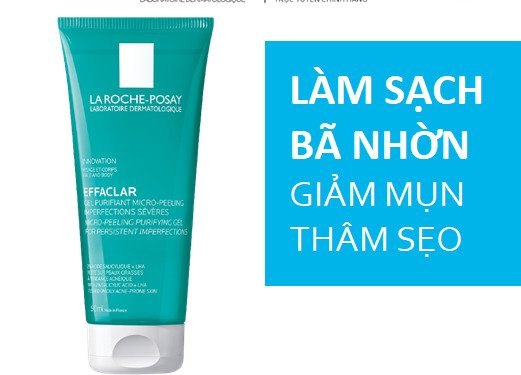 LA ROCHE-POSAY
LABORATOIRE DERMATOLOGIQUE
EFFACLAR
GEL PURIFIANT MICRO-PEELING
IMPERFECTIONS SÉVÈRES
MICRO-PEELING PURIFYING GEL
FOR PERSISTENT IMPERFECTIONS
LÀM SẠCH
BÃ NHỜN
GIẢM MỤN
THÂM SẸO